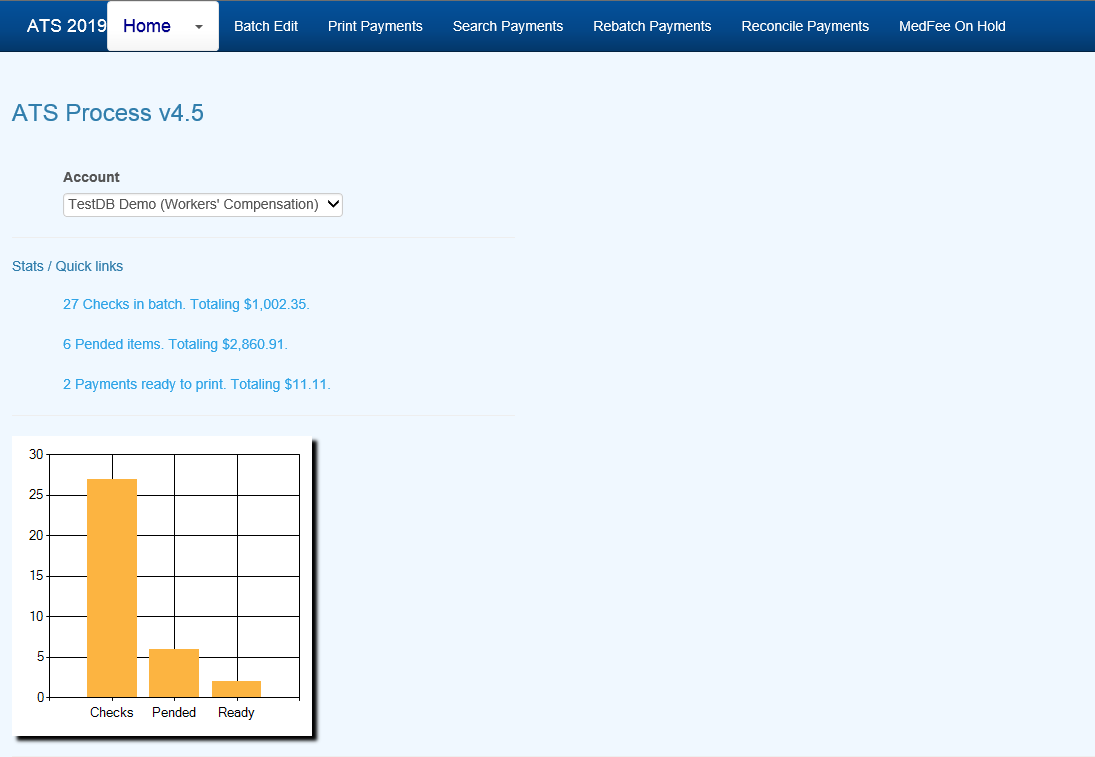 ATS 2019 Home Batch Edit Print Payments Search Payments Rebatch Payments Reconcile Payments MedFee On Hold
ATS Process v4.5
Account
TestDB Demo (Workers' Compensation)
Stats / Quick links
27 Checks in batch. Totaling $1,002.35.
6 Pended items. Totaling $2,860.91.
2 Payments ready to print. Totaling $11.11.
30
25
20
15
10
5
0
Checks Pended Ready